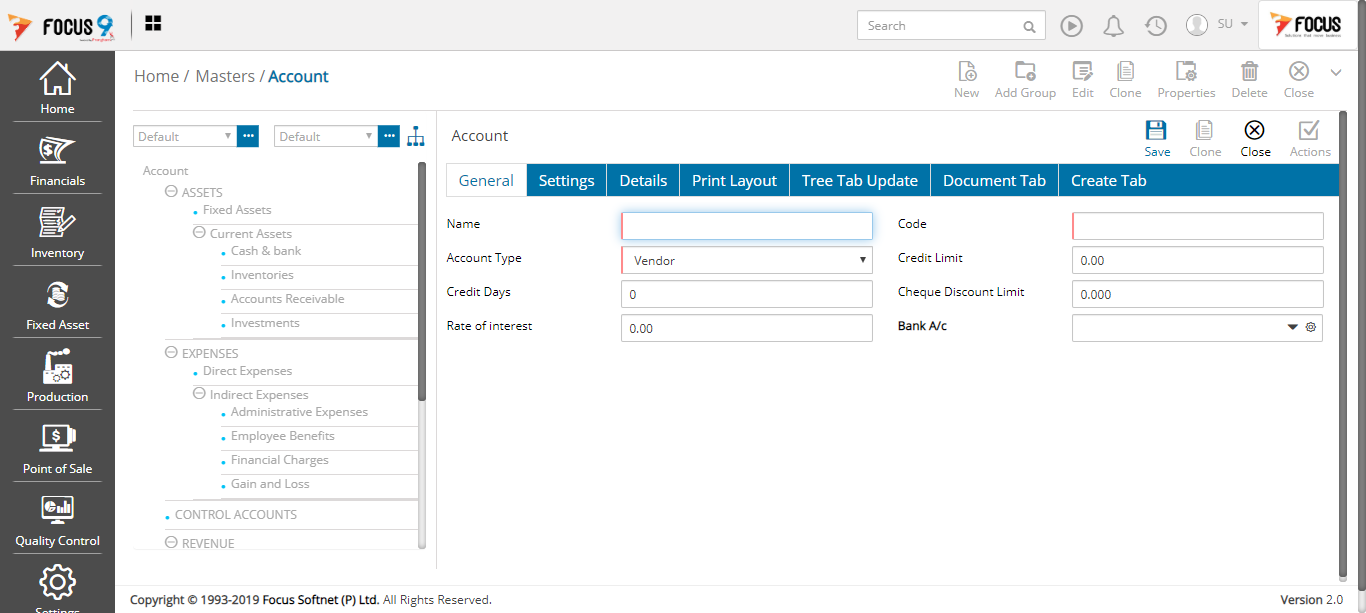 FOCUS 9
Search
SU
FOCUS
Home
Financials
Inventory
Fixed Asset
Production
Point of Sale
Quality Control
Settings
Home / Masters / Account
New
Add Group
Edit
Clone
Properties
Delete
Close
Default
Default
Account
ASSETS
Fixed Assets
Current Assets
Cash & bank
Inventories
Accounts Receivable
Investments
EXPENSES
Direct Expenses
Indirect Expenses
Administrative Expenses
Employee Benefits
Financial Charges
Gain and Loss
CONTROL ACCOUNTS
REVENUE
Account
Save
Clone
Close
Actions
General
Settings
Details
Print Layout
Tree Tab Update
Document Tab
Create Tab
Name
Code
Account Type
Vendor
Credit Limit
0.00
Credit Days
0
Cheque Discount Limit
0.000
Rate of interest
0.00
Bank A/c
Copyright © 1993-2019 Focus Softnet (P) Ltd. All Rights Reserved.
Version 2.0